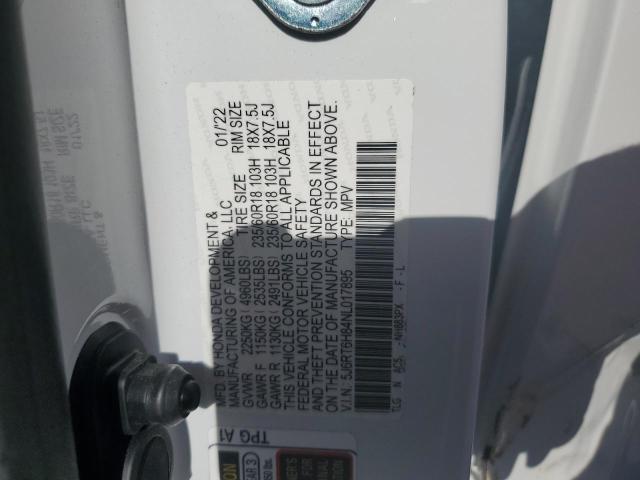 MFD. BY HONDA DEVELOPMENT &
MANUFACTURING OF AMERICA, LLC 01/'22
TIRE SIZE RIM SIZE
GVWR 2250KG ( 4960LBS)
GAWR F 1150KG ( 2535LBS) 235/60R18 103H 18X7.5J
GAWR R 1130KG ( 2491LBS) 235/60R18 103H 18X7.5J
THIS VEHICLE CONFORMS TO ALL APPLICABLE
FEDERAL MOTOR VEHICLE SAFETY
AND THEFT PREVENTION STANDARDS IN EFFECT
ON THE DATE OF MANUFACTURE SHOWN ABOVE.
V.I.N: 5J6RT6H84NL017895 TYPE: MPV
TLG N NH883PX -F-L
TPG A1